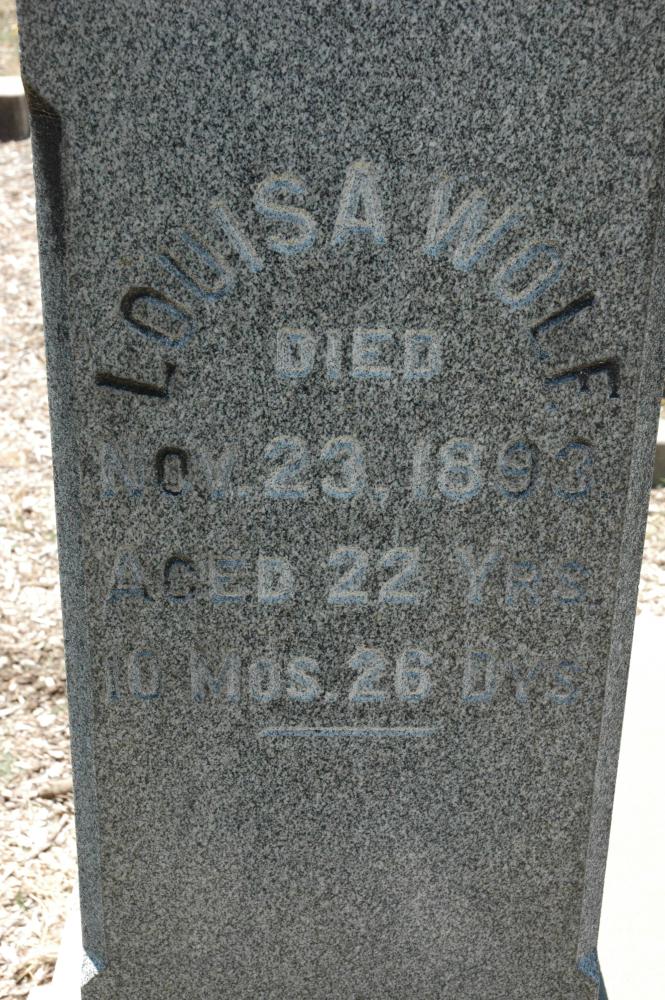 LOUISA WOLF.
DIED
NOV. 23, 1893.
AGED 22 YRS.
10 MOS. 26 DYS